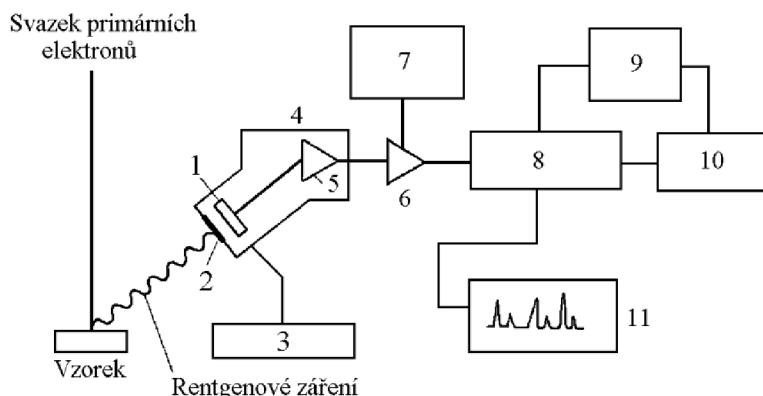 Svazek primárních
elektronů
7
9
4
1
5
6
8
10
2
3
11
Vzorek
Rentgenové záření